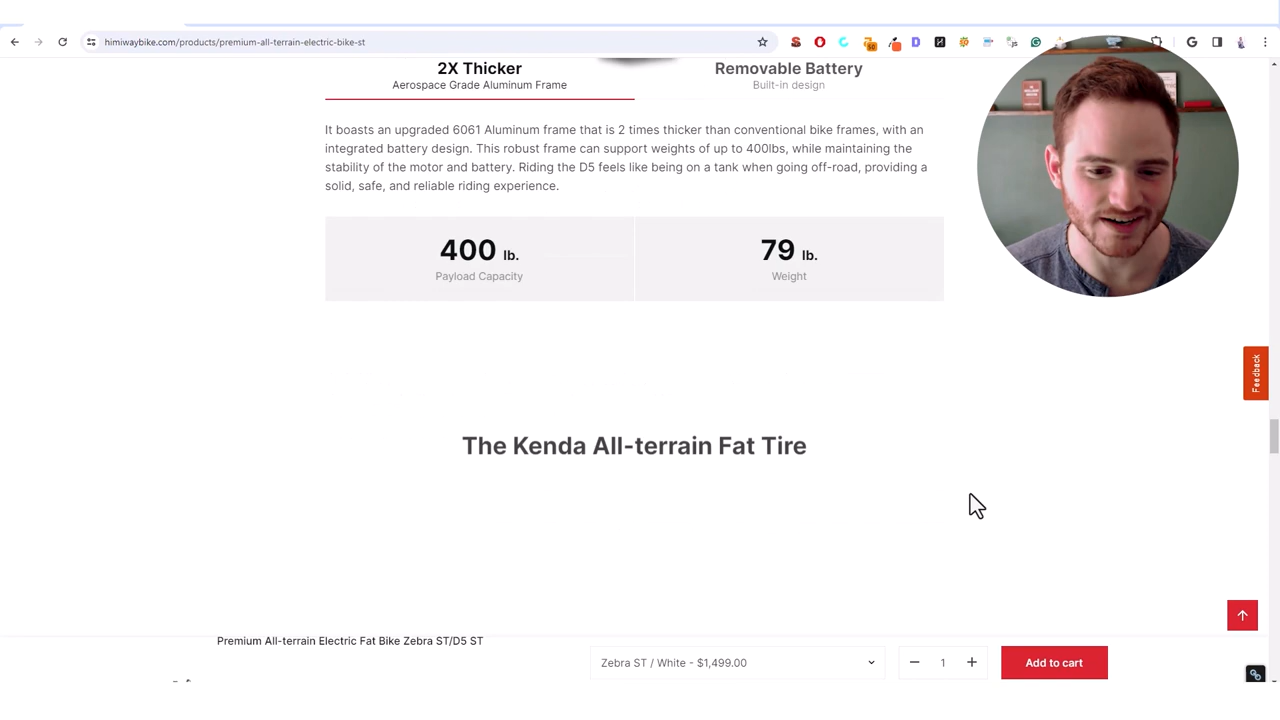 himiwaybike.com/products/premium-all-terrain-electric-bike-st
2X Thicker
Aerospace Grade Aluminum Frame
Removable Battery
Built-in design
It boasts an upgraded 6061 Aluminum frame that is 2 times thicker than conventional bike frames, with an
integrated battery design. This robust frame can support weights of up to 400lbs, while maintaining the
stability of the motor and battery. Riding the D5 feels like being on a tank when going off-road, providing a
solid, safe, and reliable riding experience.
400 lb.
Payload Capacity
79 lb.
Weight
Feedback
The Kenda All-terrain Fat Tire
Premium All-terrain Electric Fat Bike Zebra ST/D5 ST
Zebra ST / White - $1,499.00
1
Add to cart